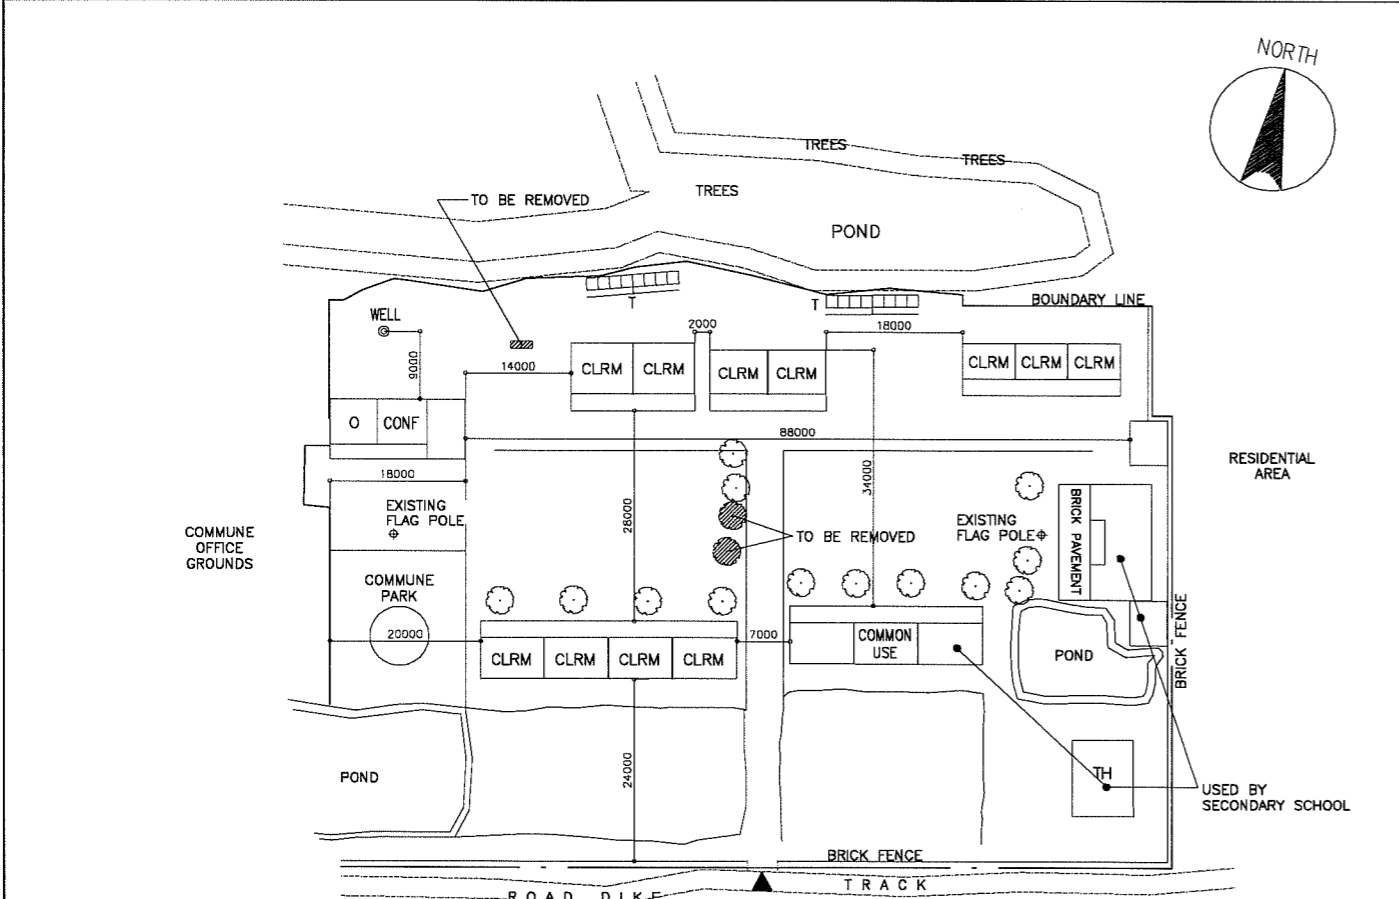 NORTH
TREES
TREES
TREES
TO BE REMOVED
POND
BOUNDARY LINE
T
T
WELL
2000
18000
9000
14000
CLRM
CLRM
CLRM
CLRM
CLRM
CLRM
CLRM
O
CONF
88000
RESIDENTIAL
AREA
18000
34000
28000
EXISTING
FLAG POLE
EXISTING
FLAG POLE
BRICK PAVEMENT
COMMUNE
OFFICE
GROUNDS
TO BE REMOVED
COMMUNE
PARK
20000
7000
COMMON
USE
CLRM
CLRM
CLRM
CLRM
POND
BRICK FENCE
POND
24000
TH
USED BY
SECONDARY SCHOOL
BRICK FENCE
TRACK
ROAD DIKE